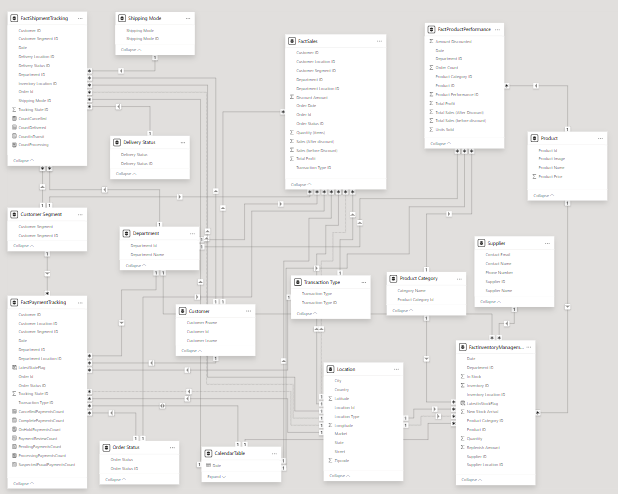 FactShipmentTracking
Customer ID
Customer Segment ID
Date
Delivery Location ID
Delivery Status ID
Department ID
Inventory Location ID
Order Id
Shipping Mode ID
Tracking State ID
CountCancelled
CountDelivered
CountInTransit
CountProcessing
Collapse
Shipping Mode
Shipping Mode
Shipping Mode ID
Collapse
FactSales
Customer ID
Customer Location ID
Customer Segment ID
Department ID
Department Location ID
Discount Amount
Order Date
Order Id
Order Status ID
Quantity (Items)
Sales (After discount)
Sales (Before discount)
Total Profit
Transaction Type ID
Collapse
FactProductPerformance
Amount (Discounted)
Date
Department ID
Order Count
Product Category ID
Product ID
Product Performance ID
Total Profit
Total Sales (After Discount)
Total Sales (before discount)
Units Sold
Collapse
Delivery Status
Delivery Status
Delivery Status ID
Collapse
Product
Product Id
Product Image
Product Name
Product Price
Collapse
Customer Segment
Customer Segment
Customer Segment ID
Collapse
Department
Department Id
Department Name
Collapse
Supplier
Contact Email
Contact Name
Phone Number
Supplier ID
Supplier Name
Collapse
Transaction Type
Transaction Type
Transaction Type ID
Collapse
Product Category
Category Name
Product Category Id
Collapse
FactPaymentTracking
Customer ID
Customer Location ID
Customer Segment ID
Date
Department ID
Department Location ID
LatestStateFlag
Order Id
Order Status ID
Tracking State ID
Transaction Type ID
CancelledPaymentsCount
CompletePaymentsCount
OnHoldPaymentsCount
PaymentReviewCount
PendingPaymentsCount
ProcessingPaymentsCount
SuspectedFraudPaymentsCount
Collapse
Customer
Customer Fname
Customer Id
Customer Lname
Collapse
Location
City
Country
Latitude
Location Id
Location Type
Longitude
Market
State
Street
Zipcode
Collapse
FactInventoryManagem...
Date
Department ID
In Stock
Inventory ID
Inventory Location ID
LatestStockFlag
New Stock Arrival
Product Category ID
Product ID
Quantity
Replenish Amount
Supplier ID
Supplier Location ID
Collapse
Order Status
Order Status
Order Status ID
Collapse
CalendarTable
Date
Expand